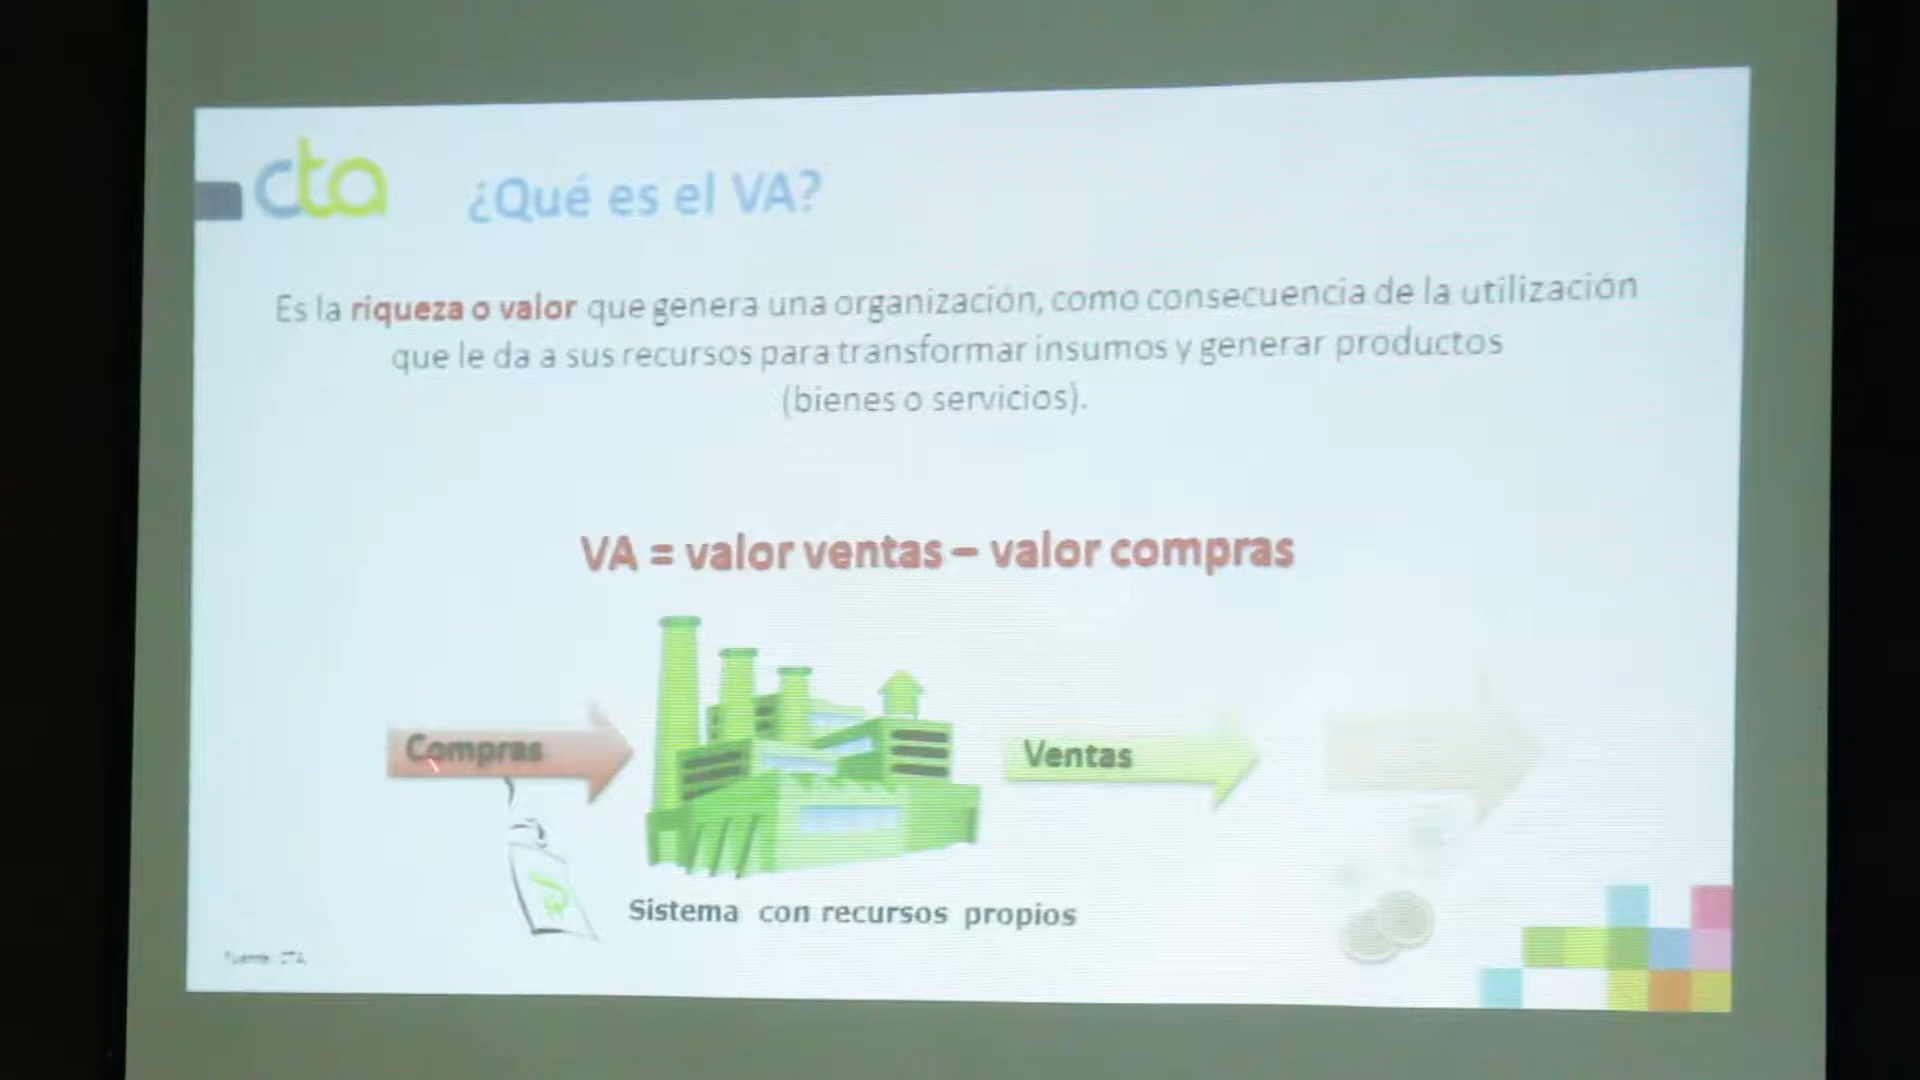 cta
¿Qué es el VA?
Es la riqueza o valor que genera una organización, como consecuencia de la utilización
que le da a sus recursos para transformar insumos y generar productos
(bienes o servicios).
VA = valor ventas – valor compras
Compras
Ventas
Sistema con recursos propios
Fuente: CTA